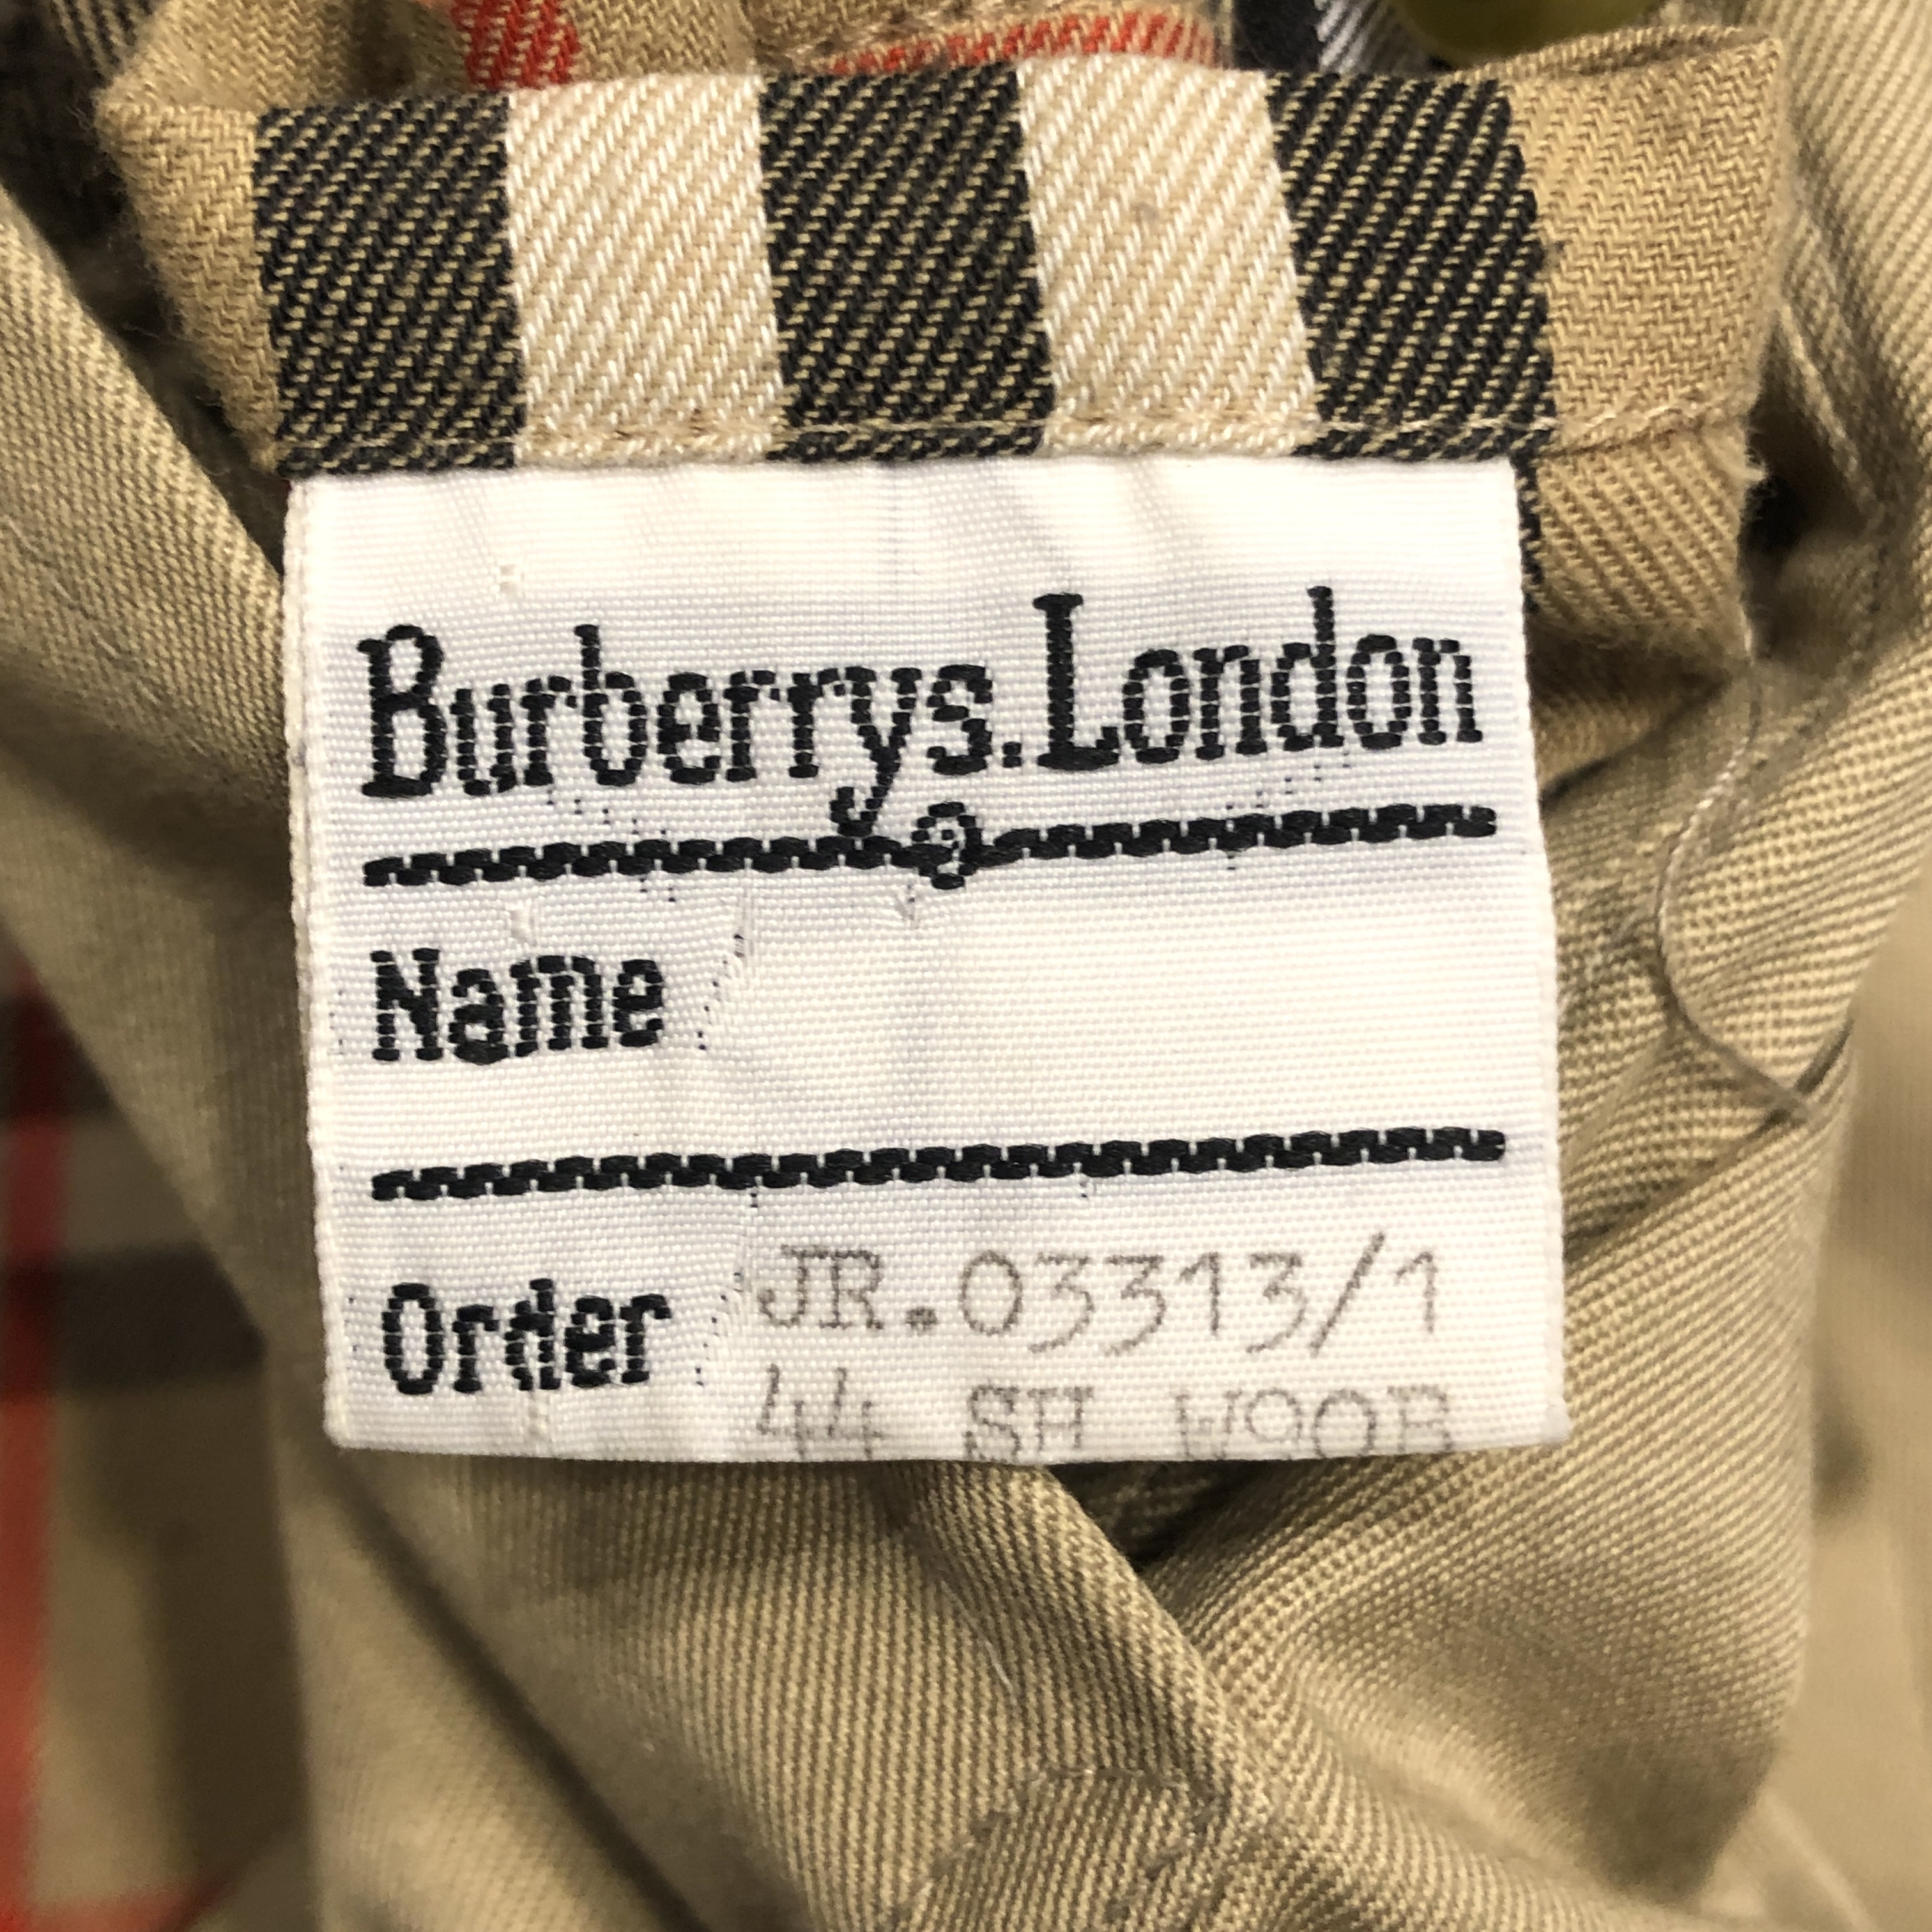 Burberrys.London
Name
Order JR.03313/1
44 SH W90B